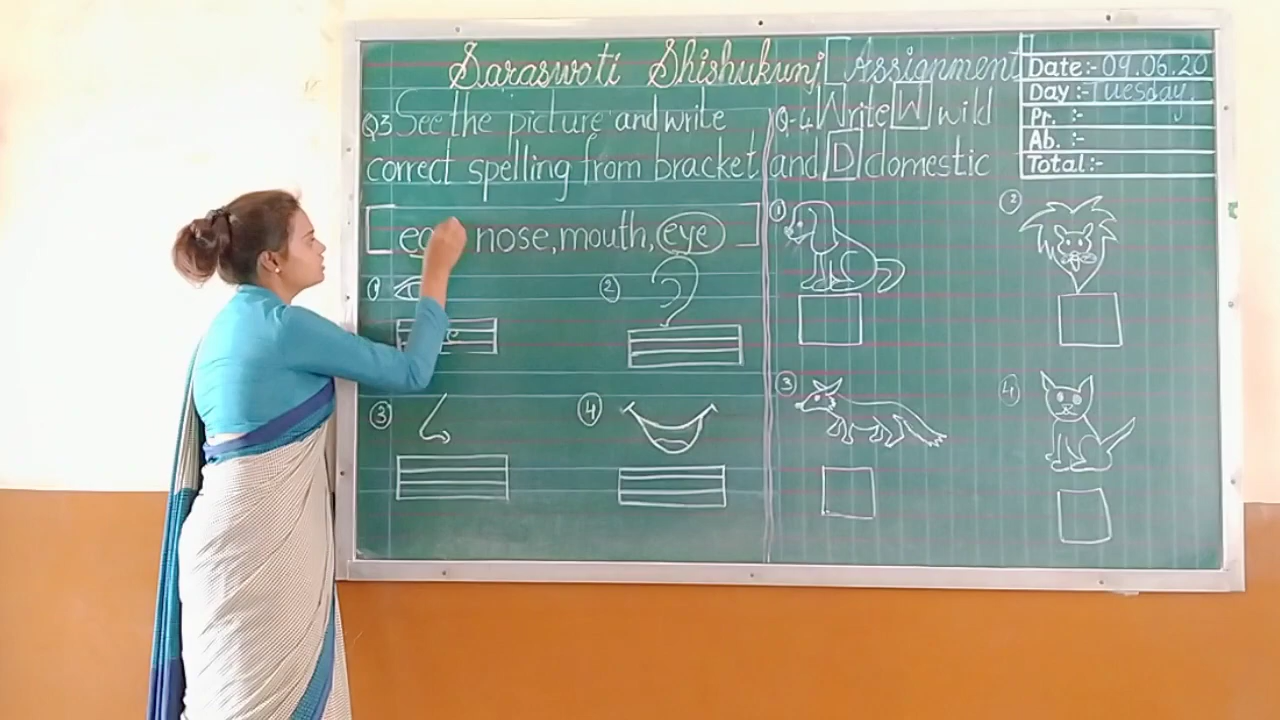 Saraswoti Shishukunj Assignment
Date:- 09.06.20
Day :- Tuesday.
Pr. :-
Ab. :-
Total:-
Q3 See the picture and write
correct spelling from bracket
nose, mouth, eye
①
②
③
④
Q-4 Write W wild
and D domestic
①
②
③
④